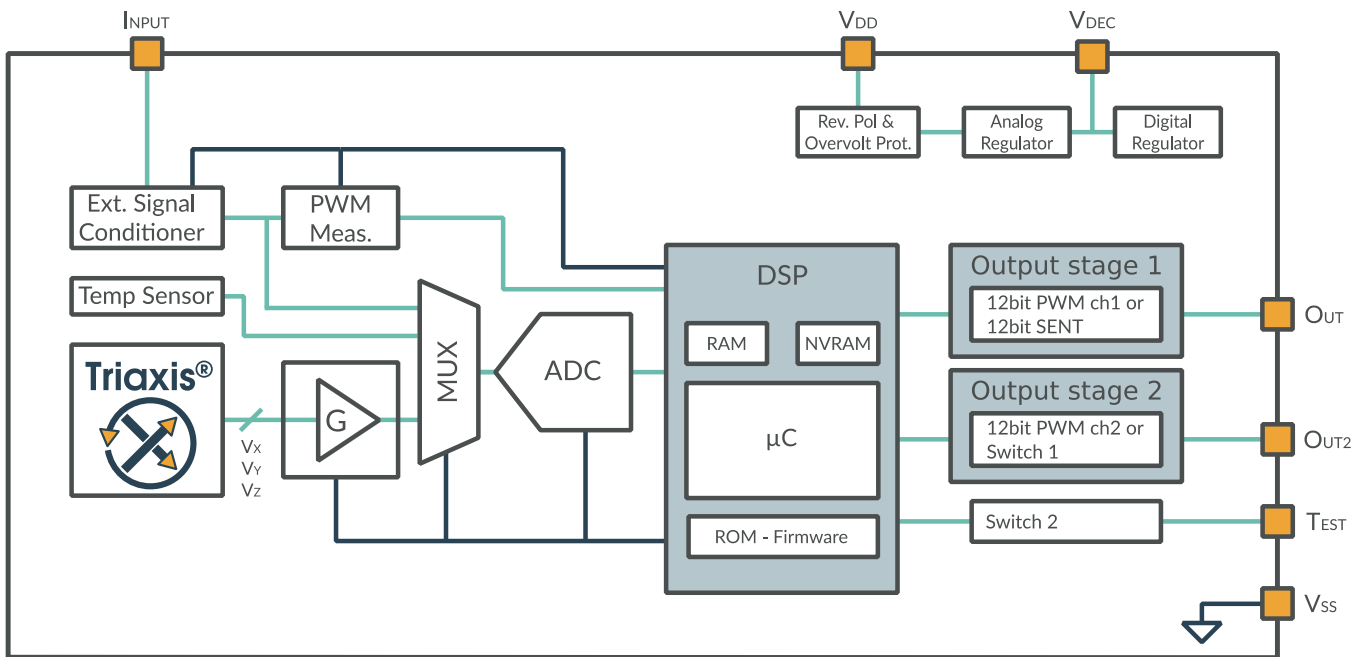 INPUT
VDD
VDEC
Rev. Pol &
Overvolt Prot.
Analog
Regulator
Digital
Regulator
Ext. Signal
Conditioner
PWM
Meas.
Temp Sensor
Triaxis®
VX
VY
VZ
G
MUX
ADC
DSP
RAM
NVRAM
µC
ROM - Firmware
Output stage 1
12bit PWM ch1 or
12bit SENT
OUT
Output stage 2
12bit PWM ch2 or
Switch 1
OUT2
Switch 2
TEST
VSS